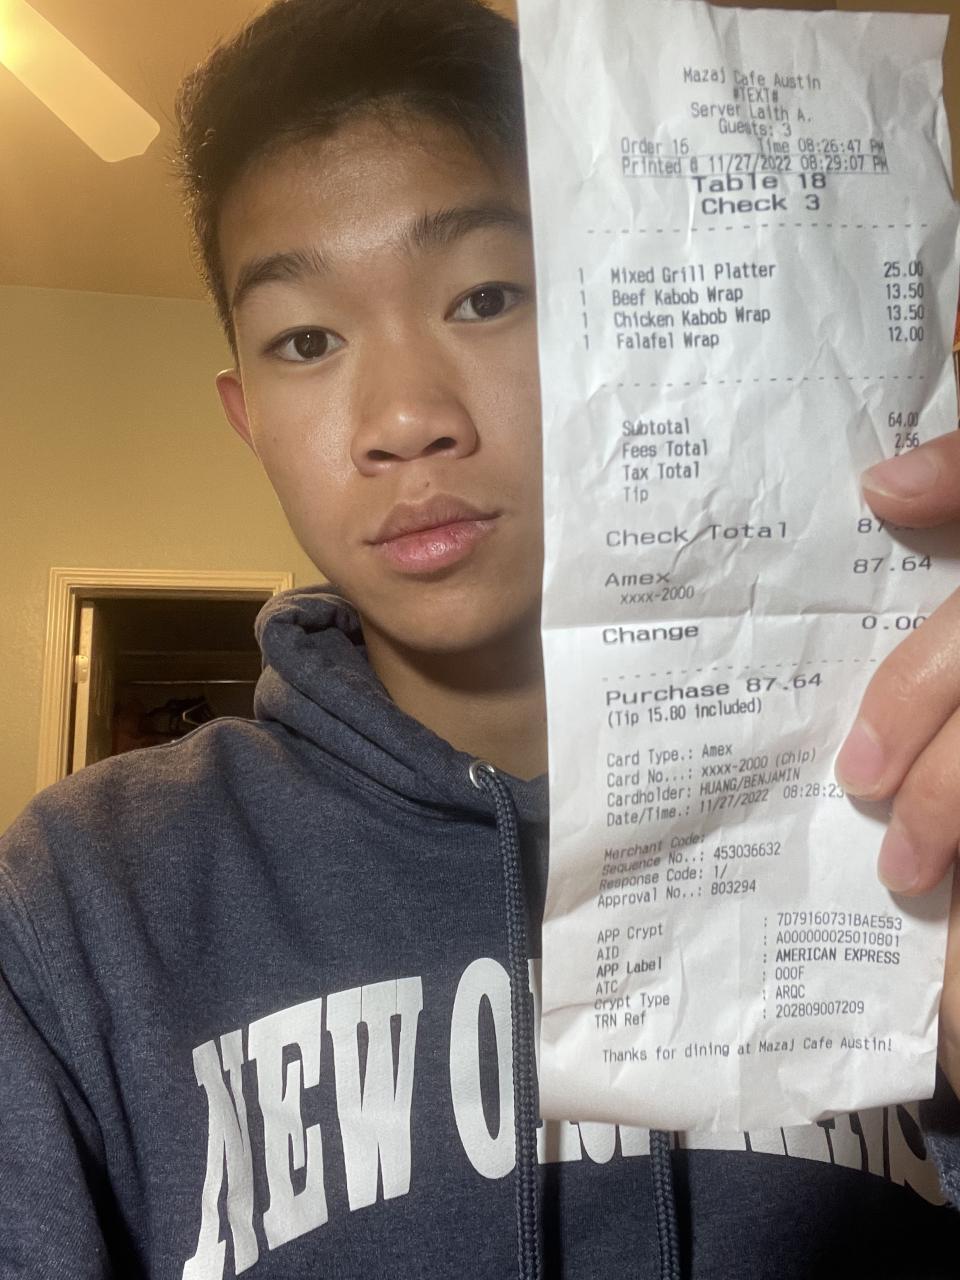 Mazaj Cafe Austin
#TEXT#
Server Laith A.
Guests: 3
Order 15 Time 08:26:47 PM
Printed @ 11/27/2022 08:29:07 PM
Table 18
Check 3
1 Mixed Grill Platter 25.00
1 Beef Kabob Wrap 13.50
1 Chicken Kabob Wrap 13.50
1 Falafel Wrap 12.00
Subtotal 64.00
Fees Total 2.56
Tax Total
Tip
Check Total
87.64
Amex
xxxx-2000
Change 0.00
Purchase 87.64
(Tip 15.80 included)
Card Type.: Amex
Card No...: xxxx-2000 (Chip)
Cardholder: HUANG/BENJAMIN
Date/Time.: 11/27/2022 08:28:23
Merchant Code:
Sequence No..: 453036632
Response Code: 1/
Approval No..: 803294
APP Crypt : 7D79160731BAE553
AID : A000000025010801
APP Label : AMERICAN EXPRESS
ATC : 000F
Crypt Type : ARQC
TRN Ref : 202809007209
Thanks for dining at Mazaj Cafe Austin!
NEW